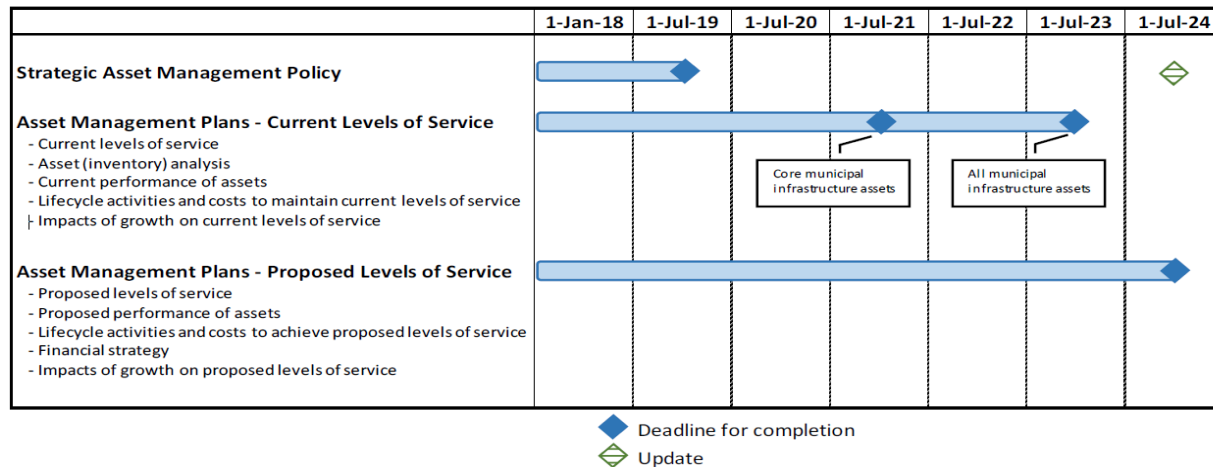 1-Jan-18 1-Jul-19 1-Jul-20 1-Jul-21 1-Jul-22 1-Jul-23 1-Jul-24
Strategic Asset Management Policy
Asset Management Plans - Current Levels of Service
- Current levels of service
- Asset (inventory) analysis
- Current performance of assets
- Lifecycle activities and costs to maintain current levels of service
- Impacts of growth on current levels of service
Core municipal
infrastructure assets
All municipal
infrastructure assets
Asset Management Plans - Proposed Levels of Service
- Proposed levels of service
- Proposed performance of assets
- Lifecycle activities and costs to achieve proposed levels of service
- Financial strategy
- Impacts of growth on proposed levels of service
Deadline for completion
Update